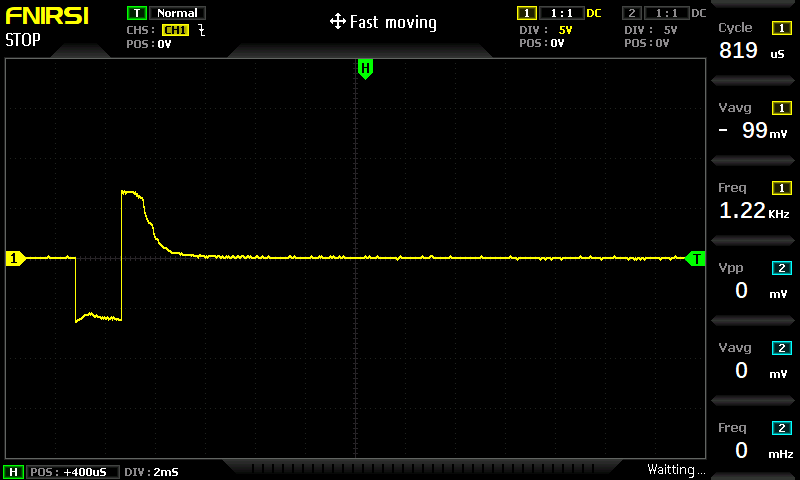 FNIRSI
STOP
T Normal
CHS: CH1
POS: 0V
Fast moving
1 1:1 DC
DIV: 5V
POS: 0V
2 1:1 DC
DIV: 5V
POS: 0V
H
1
T
Cycle 1
819 uS
Vavg 1
- 99 mV
Freq 1
1.22 KHz
Vpp 2
0 mV
Vavg 2
0 mV
Freq 2
0 mHz
H POS: +400uS DIV: 2mS
Waitting...